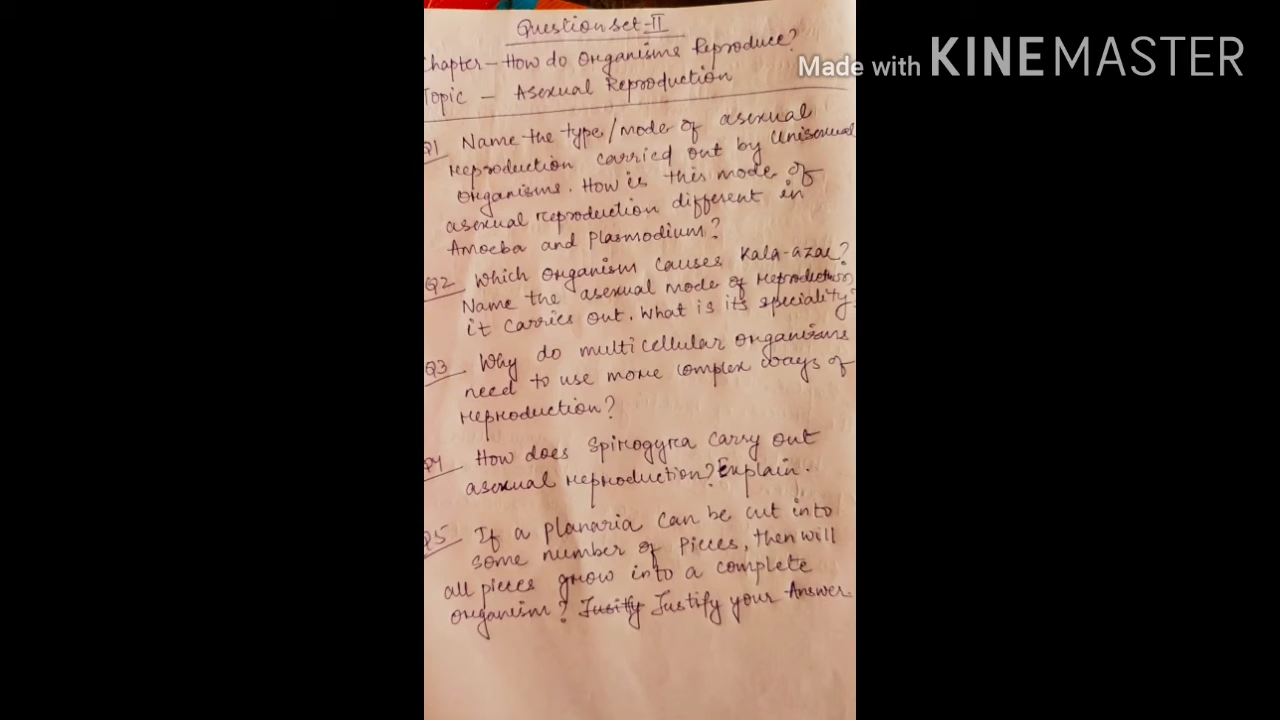 Question set-II
Chapter - How do Organisms Reproduce?
Topic - Asexual Reproduction
Made with KINEMASTER
Q1 Name the type/mode of asexual
reproduction carried out by Unisexual
organisms. How is this mode of
asexual reproduction different in
Amoeba and Plasmodium?
Q2 Which organism causes Kala-azar?
Name the asexual mode of reproduction
it carries out. What is its speciality?
Q3 Why do multicellular organisms
need to use more complex ways of
reproduction?
Q4 How does Spirogyra carry out
asexual reproduction? Explain.
Q5 If a planaria can be cut into
some number of pieces, then will
all pieces grow into a complete
organism? Jusitfy Justify your Answer.